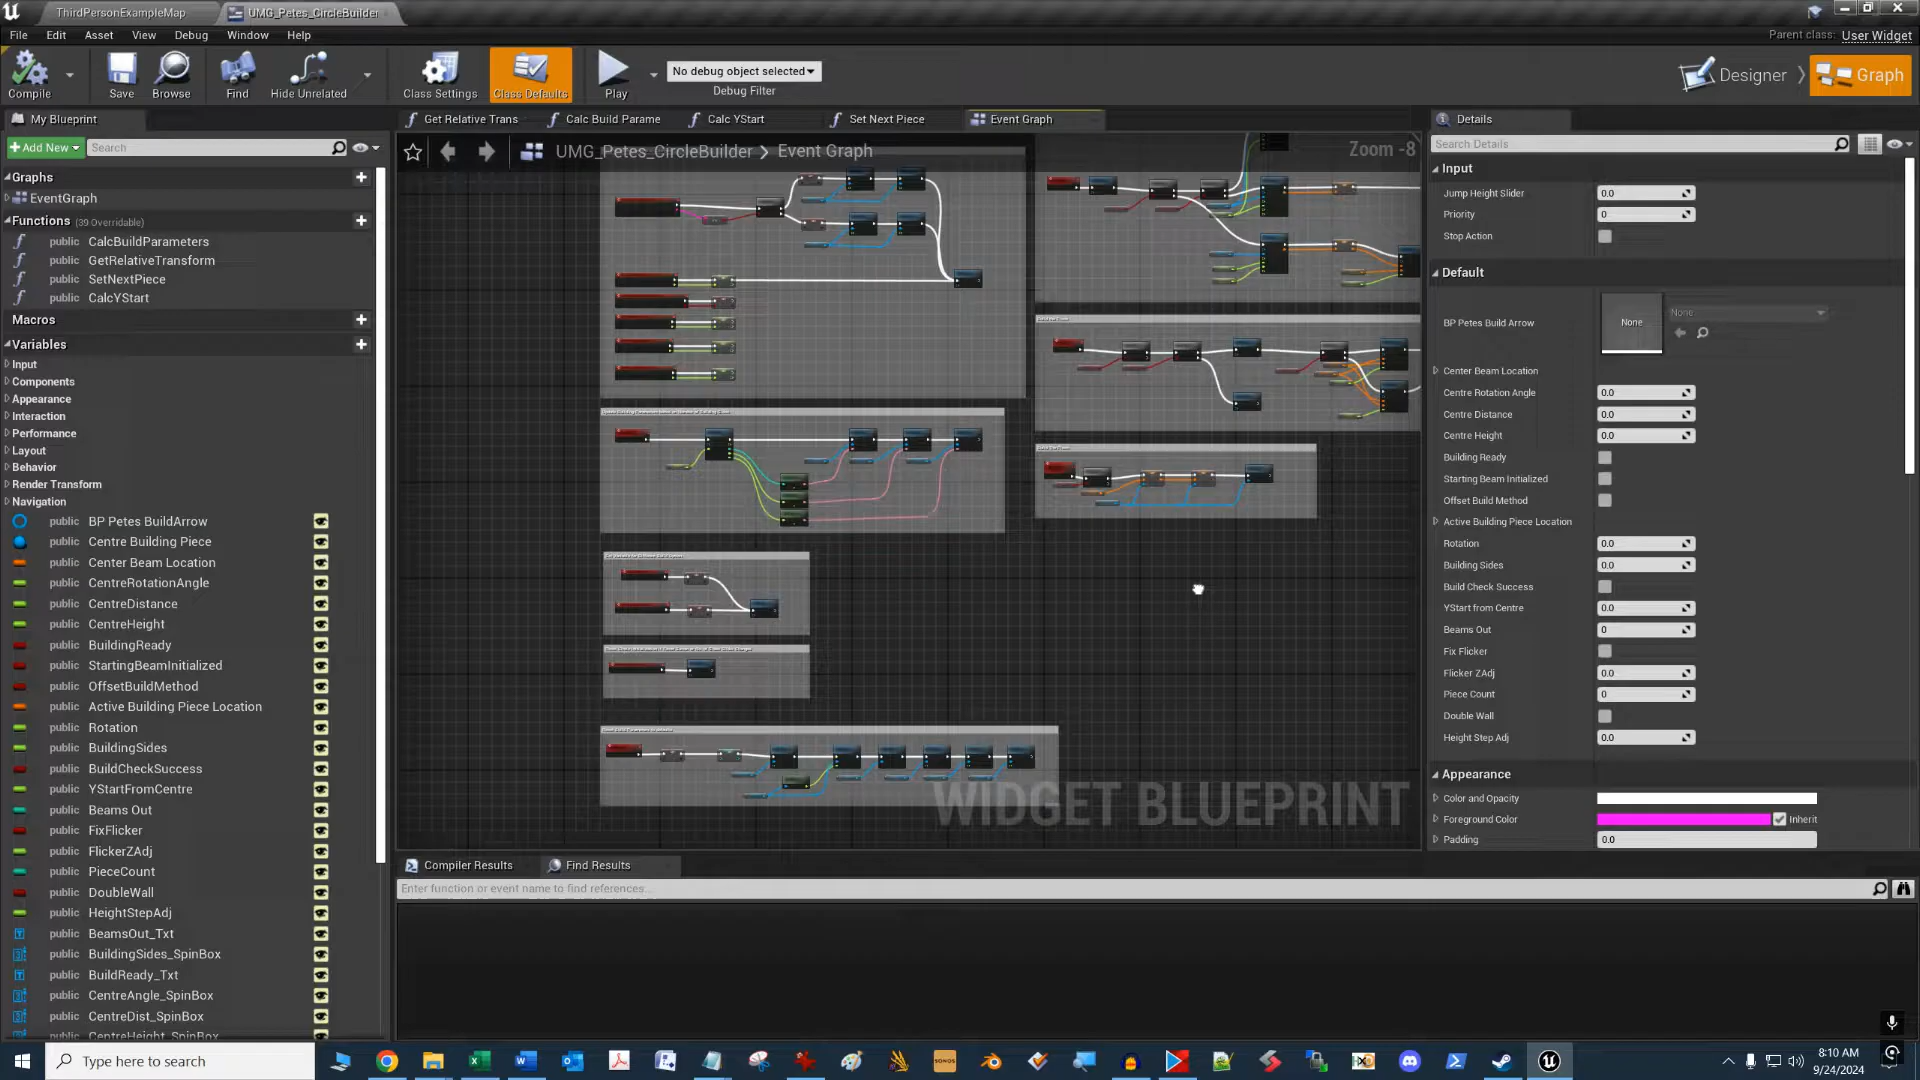 ThirdPersonExampleMap
UMG_Petes_CircleBuilder
File Edit Asset View Debug Window Help
Parent class: User Widget
Compile Save Browse Find Hide Unrelated Class Settings Class Defaults Play
No debug object selected
Debug Filter
Designer Graph
My Blueprint
Add New Search
Graphs
EventGraph
Functions (39 Overridable)
public CalcBuildParameters
public GetRelativeTransform
public SetNextPiece
public CalcYStart
Macros
Variables
Input
Components
Appearance
Interaction
Performance
Layout
Behavior
Render Transform
Navigation
public BP Petes BuildArrow
public Centre Building Piece
public Center Beam Location
public CentreRotationAngle
public CentreDistance
public CentreHeight
public BuildingReady
public StartingBeamInitialized
public OffsetBuildMethod
public Active Building Piece Location
public Rotation
public BuildingSides
public BuildCheckSuccess
public YStartFromCentre
public Beams Out
public FixFlicker
public FlickerZAdj
public PieceCount
public DoubleWall
public HeightStepAdj
public BeamsOut_Txt
public BuildingSides_SpinBox
public BuildReady_Txt
public CentreAngle_SpinBox
public CentreDist_SpinBox
public CentreHeight_SpinBox
Get Relative Trans
Calc Build Parame
Calc YStart
Set Next Piece
Event Graph
UMG_Petes_CircleBuilder > Event Graph
Zoom -8
WIDGET BLUEPRINT
Compiler Results
Find Results
Enter function or event name to find references...
Details
Search Details
Input
Jump Height Slider 0.0
Priority 0
Stop Action
Default
BP Petes Build Arrow None None
Center Beam Location
Centre Rotation Angle 0.0
Centre Distance 0.0
Centre Height 0.0
Building Ready
Starting Beam Initialized
Offset Build Method
Active Building Piece Location
Rotation 0.0
Building Sides 0.0
Build Check Success
YStart from Centre 0.0
Beams Out 0
Fix Flicker
Flicker ZAdj 0.0
Piece Count 0
Double Wall
Height Step Adj 0.0
Appearance
Color and Opacity
Foreground Color Inherit
Padding 0.0
Type here to search
SONOS
8:10 AM
9/24/2024